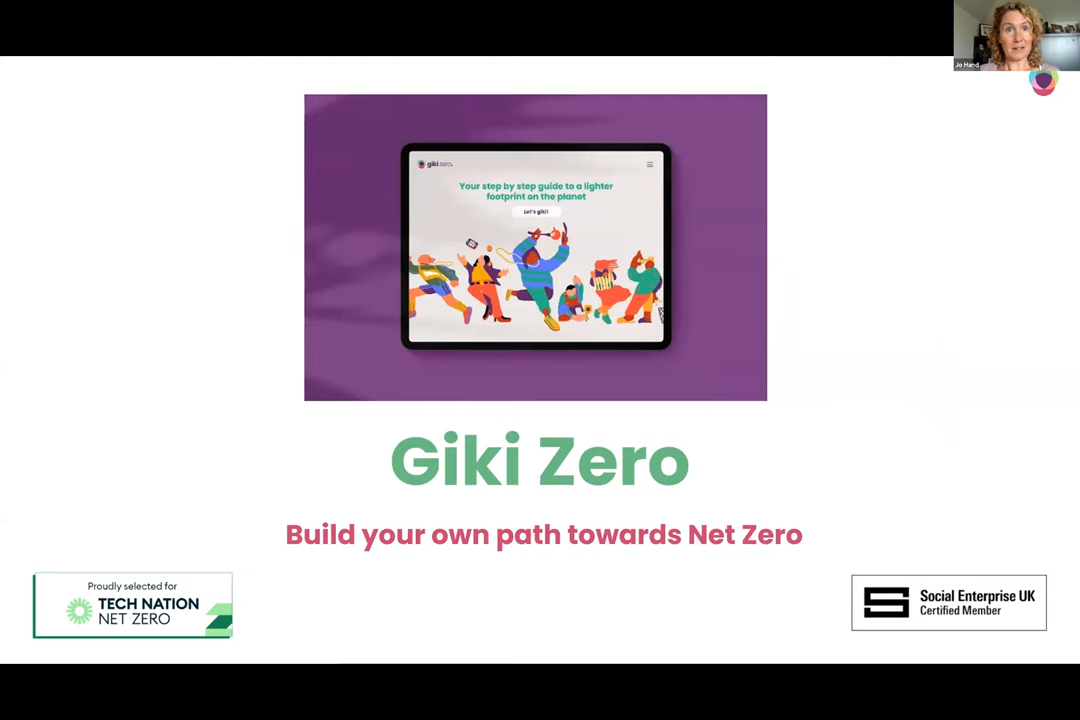 Jo Hand
giki zero.
Your step by step guide to a lighter
footprint on the planet
Let's giki!
Giki Zero
Build your own path towards Net Zero
Proudly selected for
TECH NATION
NET ZERO
Social Enterprise UK
Certified Member